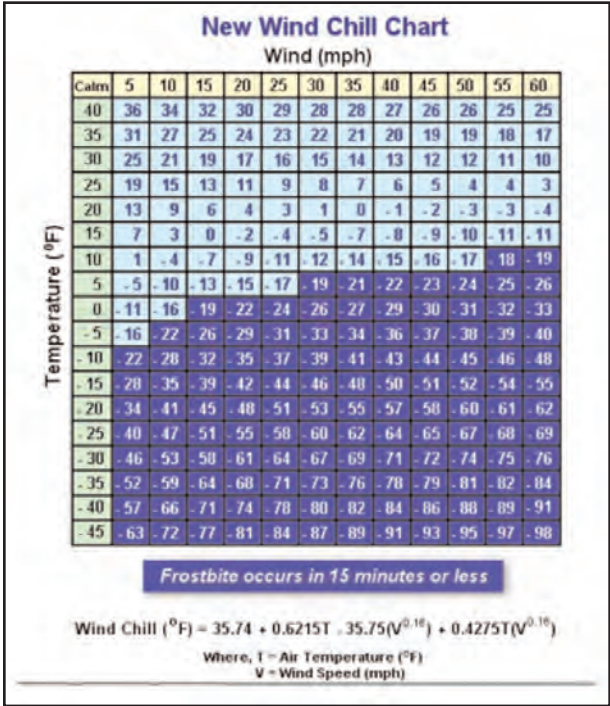 New Wind Chill Chart
Wind (mph)
Calm 5 10 15 20 25 30 35 40 45 50 55 60
40 36 34 32 30 29 28 28 27 26 26 25 25
35 31 27 25 24 23 22 21 20 19 19 18 17
30 25 21 19 17 16 15 14 13 12 12 11 10
25 19 15 13 11 9 8 7 6 5 4 4 3
20 13 9 6 4 3 1 0 -1 -2 -3 -3 -4
15 7 3 0 -2 -4 -5 -7 -8 -9 -10 -11 -11
10 1 -4 -7 -9 -11 -12 -14 -15 -16 -17 -18 -19
5 -5 -10 -13 -15 -17 -19 -21 -22 -23 -24 -25 -26
0 -11 -16 -19 -22 -24 -26 -27 -29 -30 -31 -32 -33
-5 -16 -22 -26 -29 -31 -33 -34 -36 -37 -38 -39 -40
-10 -22 -28 -32 -35 -37 -39 -41 -43 -44 -45 -46 -48
-15 -28 -35 -39 -42 -44 -46 -48 -50 -51 -52 -54 -55
-20 -34 -41 -45 -48 -51 -53 -55 -57 -58 -60 -61 -62
-25 -40 -47 -51 -55 -58 -60 -62 -64 -65 -67 -68 -69
-30 -46 -53 -58 -61 -64 -67 -69 -71 -72 -74 -75 -76
-35 -52 -59 -64 -68 -71 -73 -76 -78 -79 -81 -82 -84
-40 -57 -66 -71 -74 -78 -80 -82 -84 -86 -88 -89 -91
-45 -63 -72 -77 -81 -84 -87 -89 -91 -93 -95 -97 -98
Temperature (°F)
Frostbite occurs in 15 minutes or less
Wind Chill (°F) = 35.74 + 0.6215T - 35.75(V^0.16) + 0.4275T(V^0.16)
Where, T = Air Temperature (°F)
V = Wind Speed (mph)